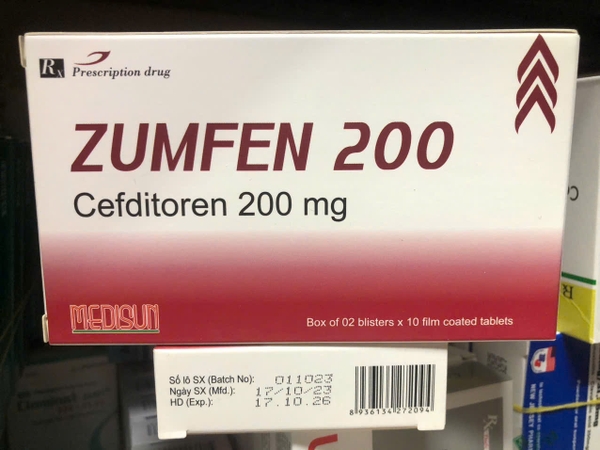 Rx Prescription drug
ZUMFEN 200
Cefditoren 200 mg
MEDISUN
Box of 02 blisters x 10 film coated tablets
Số lô SX (Batch No): 011023
Ngày SX (Mfd.): 17/10/23
HD (Exp.): 17.10.26
8936134272094